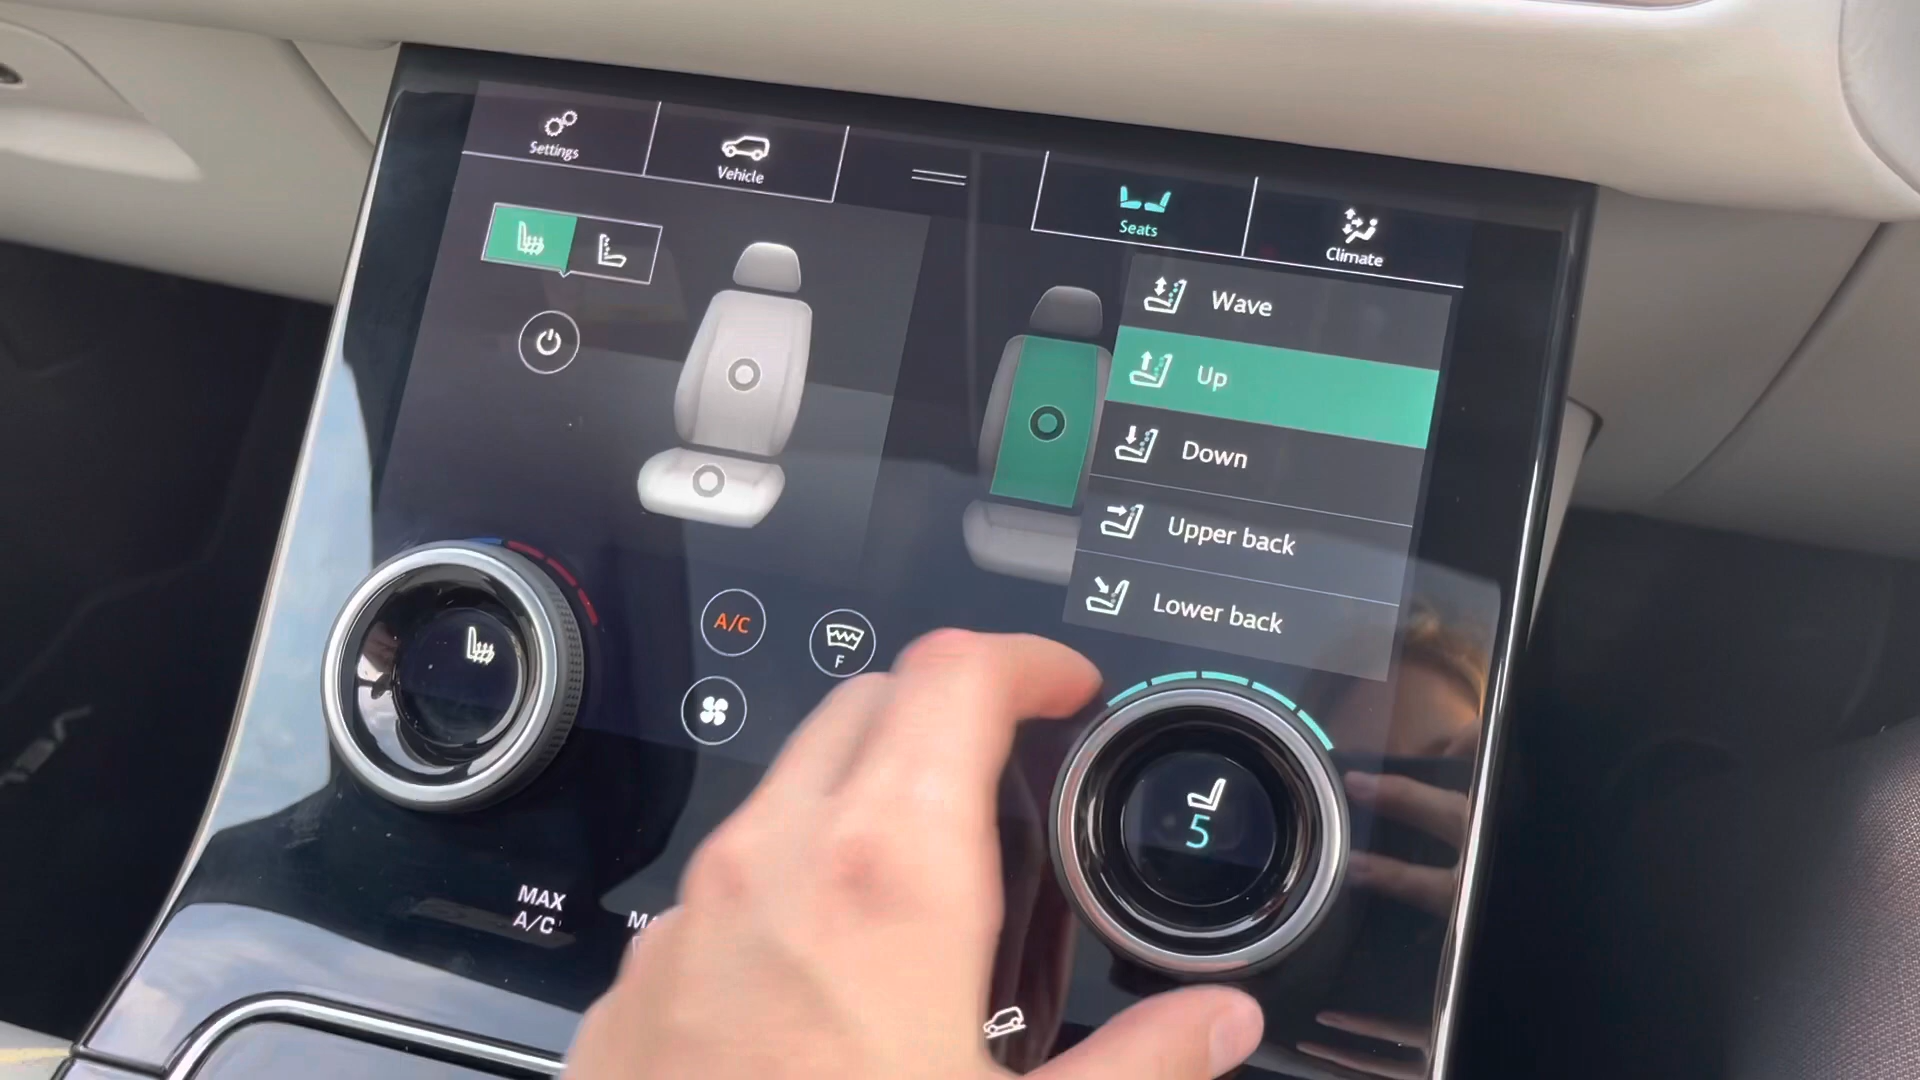 Settings
Vehicle
Seats
Climate
Wave
Up
Down
Upper back
Lower back
A/C
F
5
MAX
A/C